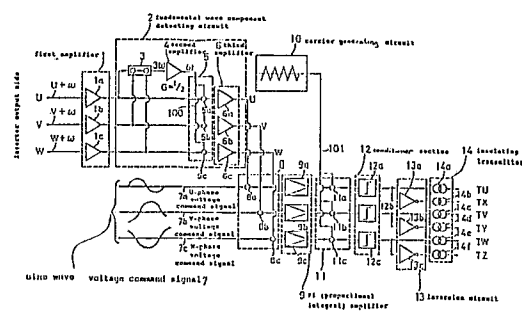 2 fundamental wave component
detecting circuit
4 second
amplifier
6 third
amplifier
10
carrier generating circuit
first amplifier
1
3
3ω
5
G=1/2
Inverter output side
U+ω
V+ω
W+ω
U
V
W
1a
1b
1c
100
5a
5b
5c
6a
6b
6c
U
V
W
101
12
section
12a
13a
14
insulating
14a
8
9a
7a U-phase
voltage
command signal
7b V-phase
voltage
command signal
7c W-phase
voltage
command signal
8a
8b
8c
9b
9c
11a
11b
11c
11
12b
12c
13b
13c
14b
14c
14d
14e
14f
TU
TX
TV
TY
TW
TZ
voltage command signal 7
9 PI (proportional
integral) amplifier
13 inversion circuit